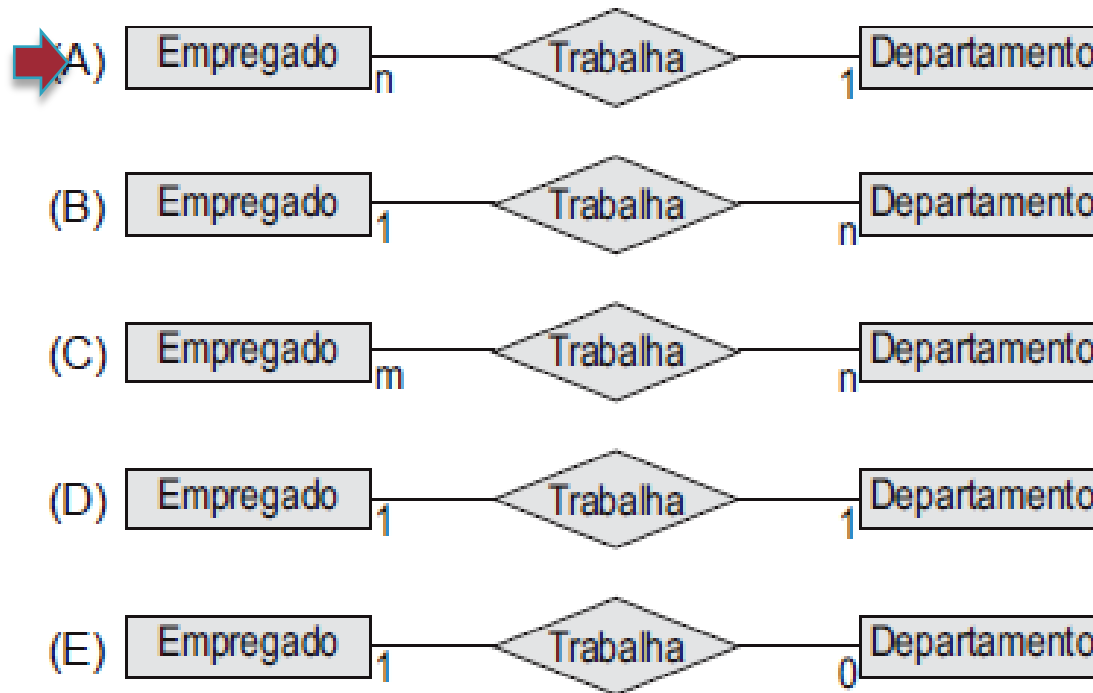 (A) Empregado n Trabalha 1 Departamento
(B) Empregado 1 Trabalha n Departamento
(C) Empregado m Trabalha n Departamento
(D) Empregado 1 Trabalha 1 Departamento
(E) Empregado 1 Trabalha 0 Departamento